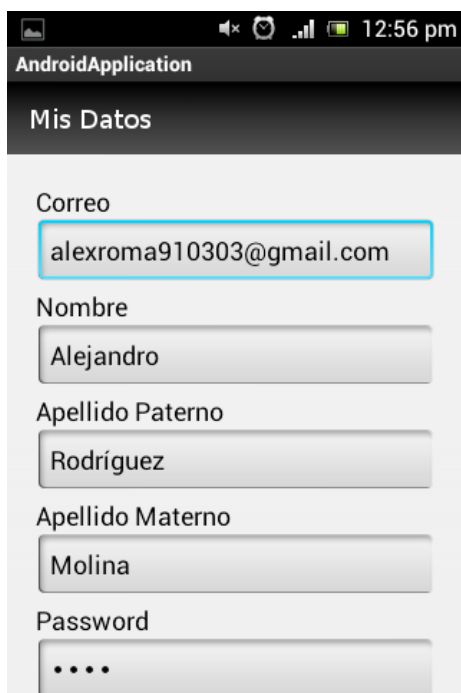 12:56 pm
AndroidApplication
Mis Datos
Correo
alexroma910303@gmail.com
Nombre
Alejandro
Apellido Paterno
Rodríguez
Apellido Materno
Molina
Password
••••